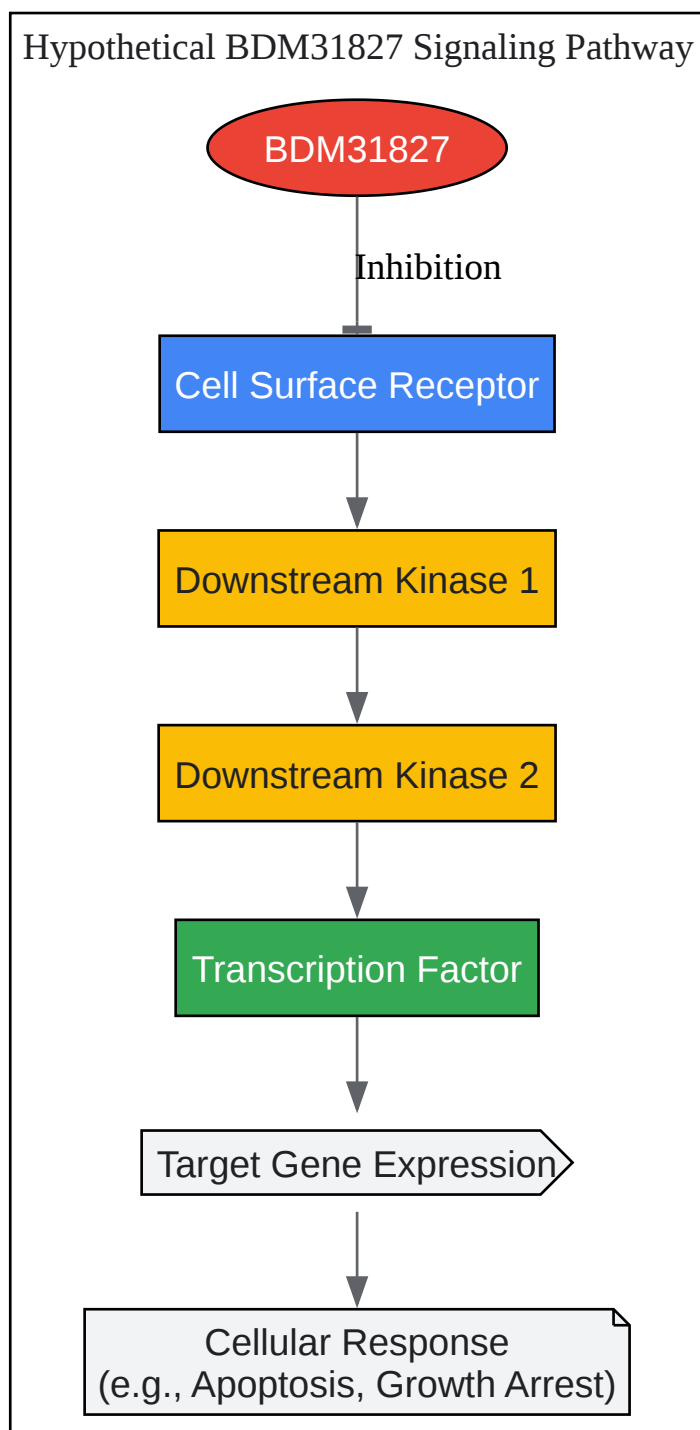 Hypothetical BDM31827 Signaling Pathway
BDM31827
Inhibition
Cell Surface Receptor
Downstream Kinase 1
Downstream Kinase 2
Transcription Factor
Target Gene Expression
Cellular Response
(e.g., Apoptosis, Growth Arrest)